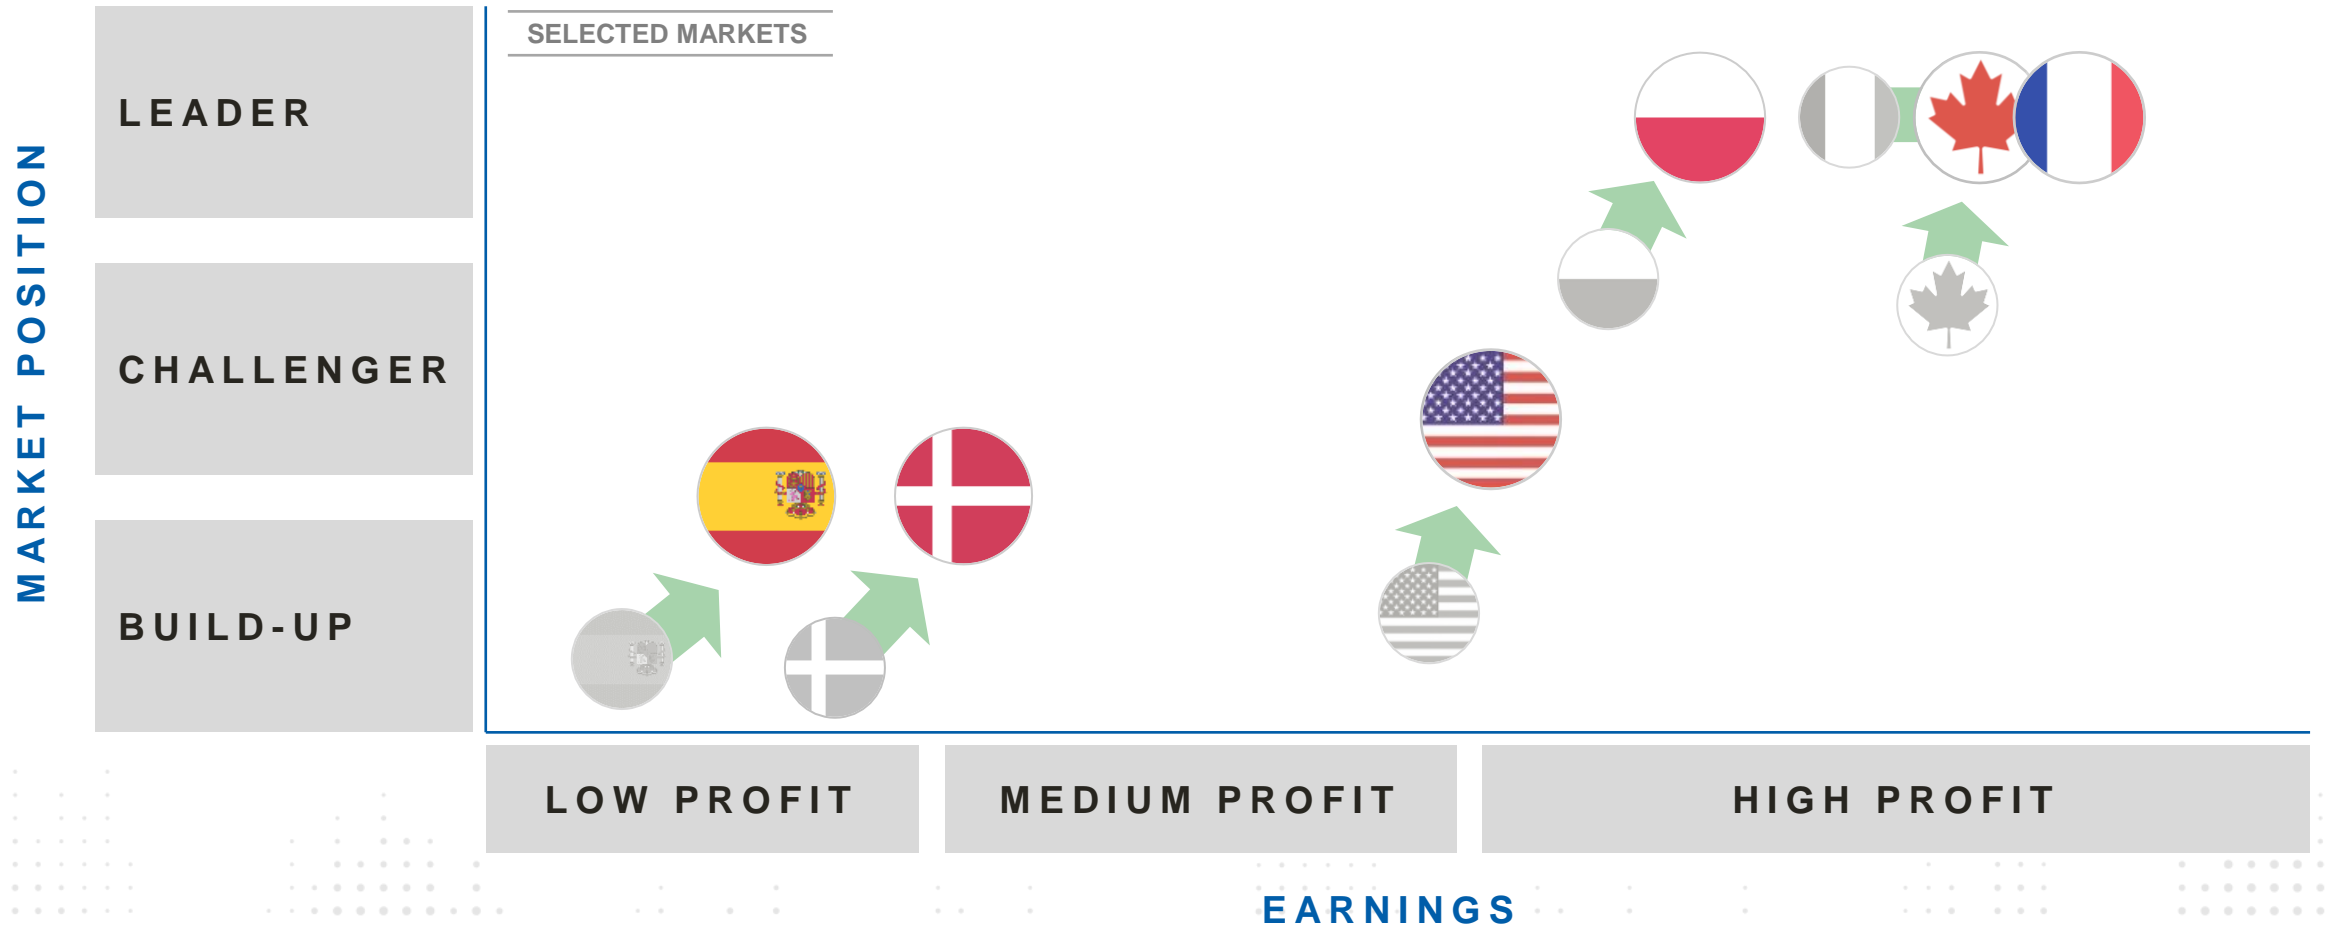 SELECTED MARKETS
MARKET POSITION
LEADER
CHALLENGER
BUILD-UP
LOW PROFIT
MEDIUM PROFIT
HIGH PROFIT
EARNINGS